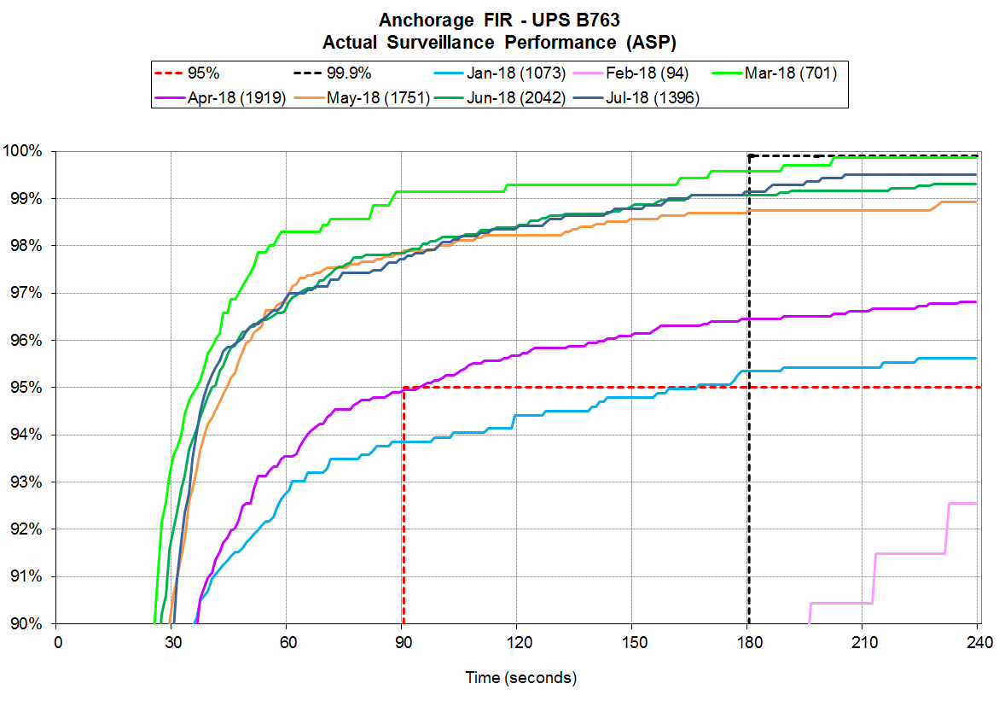 Anchorage FIR - UPS B763
Actual Surveillance Performance (ASP)
95% 99.9% Jan-18 (1073) Feb-18 (94) Mar-18 (701)
Apr-18 (1919) May-18 (1751) Jun-18 (2042) Jul-18 (1396)
100%
99%
98%
97%
96%
95%
94%
93%
92%
91%
90%
0 30 60 90 120 150 180 210 240
Time (seconds)